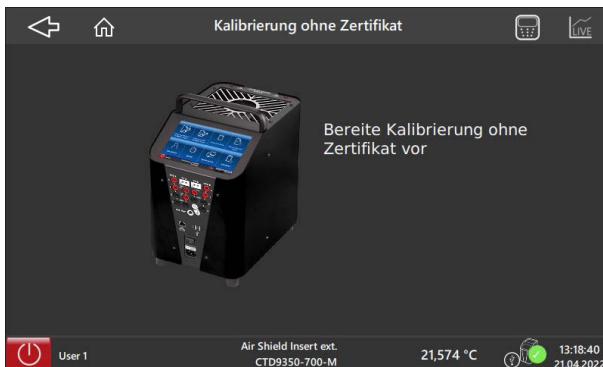 Kalibrierung ohne Zertifikat
LIVE
Bereite Kalibrierung ohne
Zertifikat vor
User 1
Air Shield Insert ext.
CTD9350-700-M
21,574 °C
13:18:40
21.04.2022